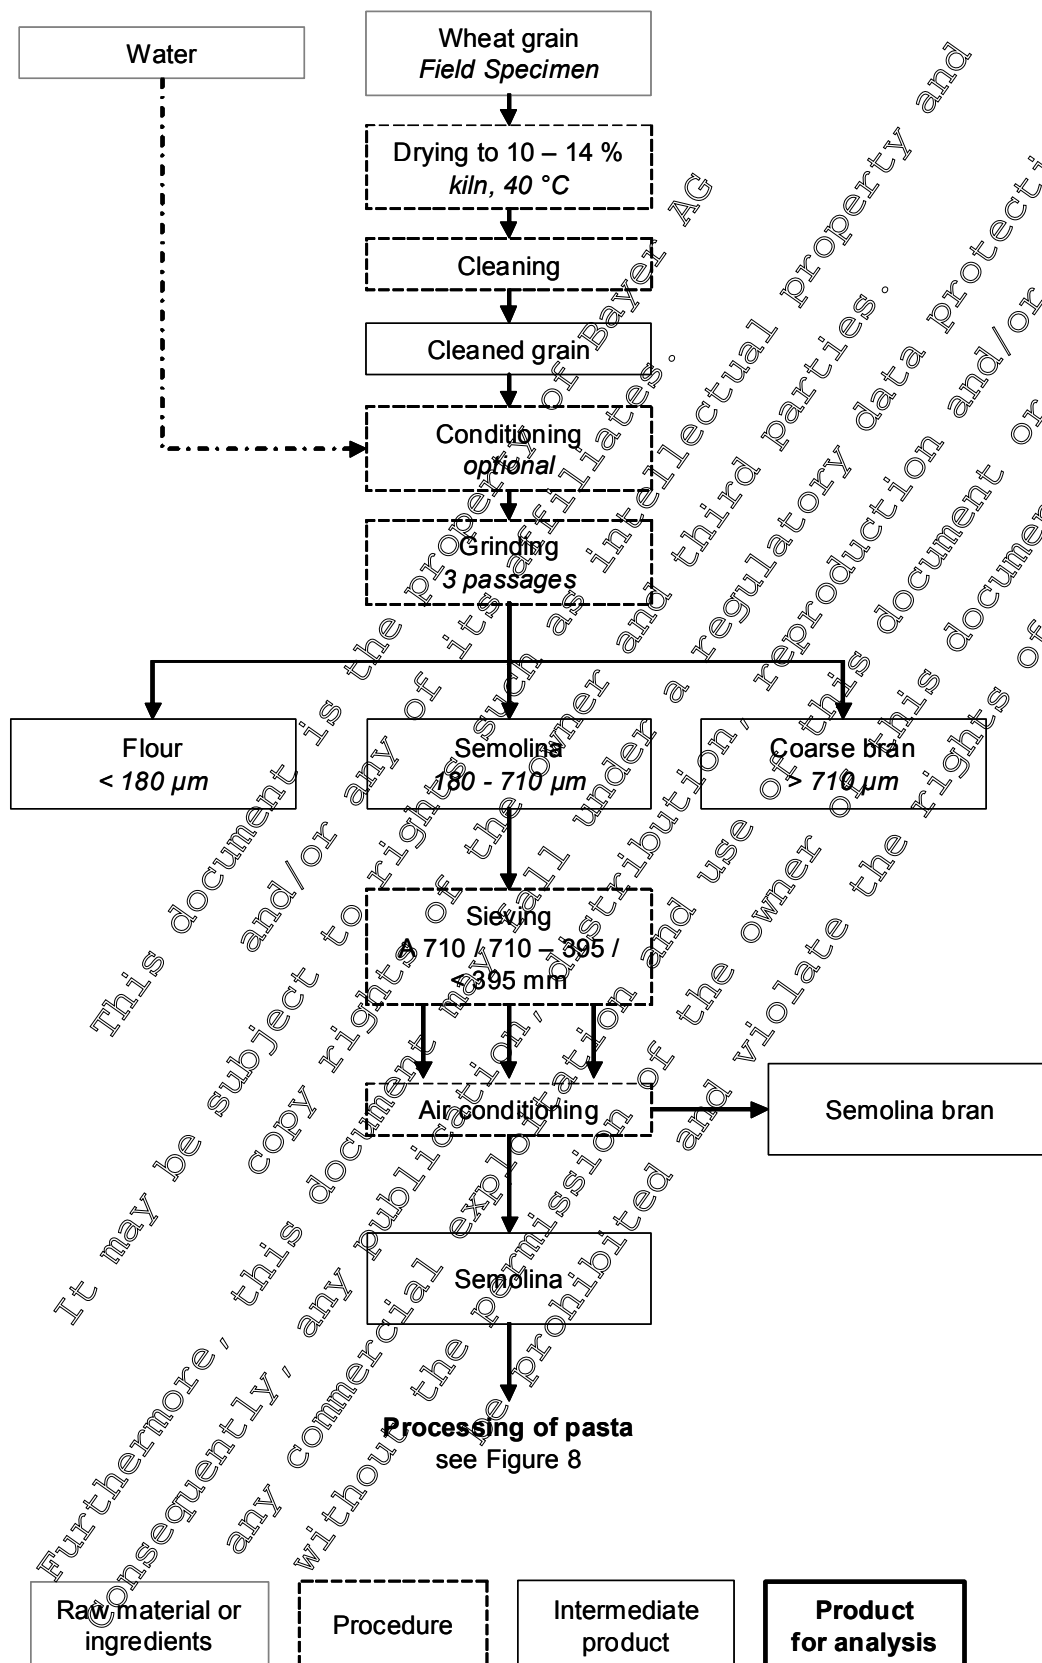 Water
Wheat grain
Field Specimen
Drying to 10 – 14 %
kiln, 40 °C
Cleaning
Cleaned grain
Conditioning
optional
Grinding
3 passages
Flour
< 180 µm
Semolina
180 - 710 µm
Coarse bran
> 710 µm
Sieving
A 710 / 710 – 395 /
< 395 mm
Air conditioning
Semolina bran
Semolina
Processing of pasta
see Figure 8
Raw material or
ingredients
Procedure
Intermediate
product
Product
for analysis
This document is the property of Bayer AG
and/or any of its affiliates.
It may be subject to rights such as intellectual property and
copy rights of the owner and third parties.
Furthermore, this document may fall under a regulatory data protecti
Consequently, any publication, distribution, reproduction and/or
any commercial exploitation and use of this document or
without the permission of the owner of this documen
be prohibited and violate the rights of